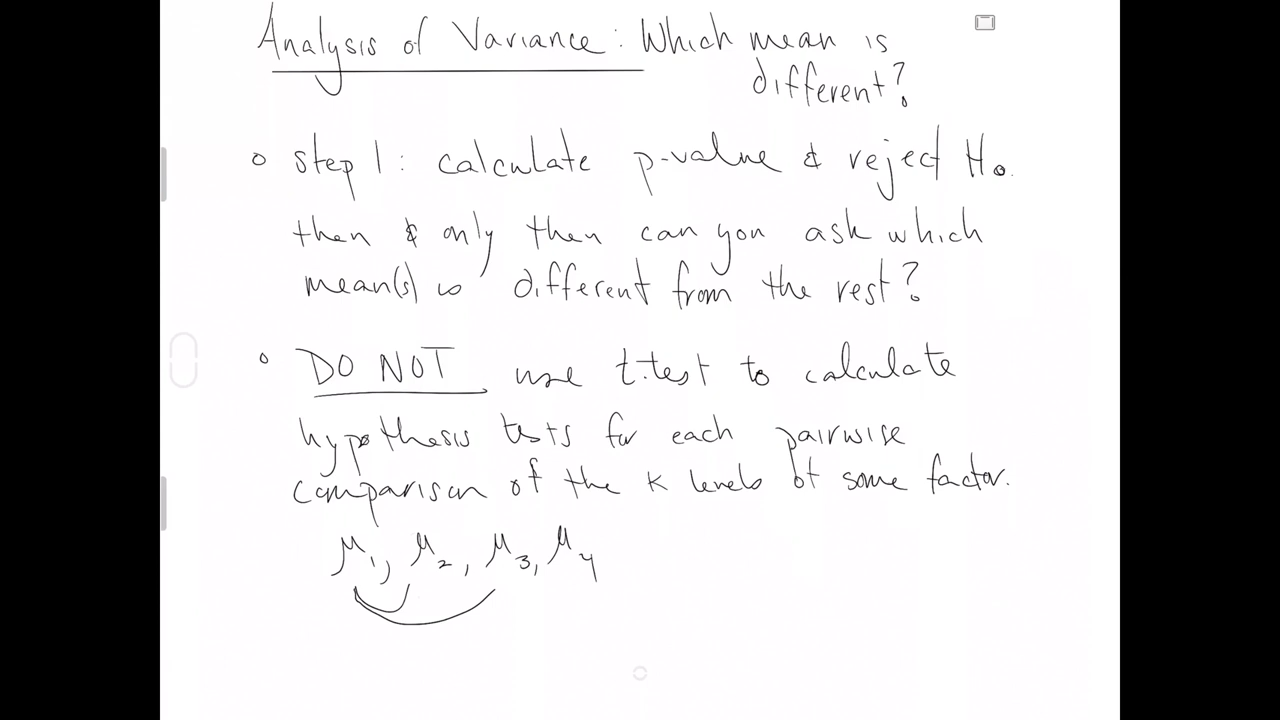 Analysis of Variance: Which mean is
different?
o step 1: calculate p-value & reject H₀.
then & only then can you ask which
mean(s) is different from the rest?
o DO NOT use t-test to calculate
hypothesis tests for each pairwise
comparison of the K levels of some factor.
μ₁, μ₂, μ₃, μ₄